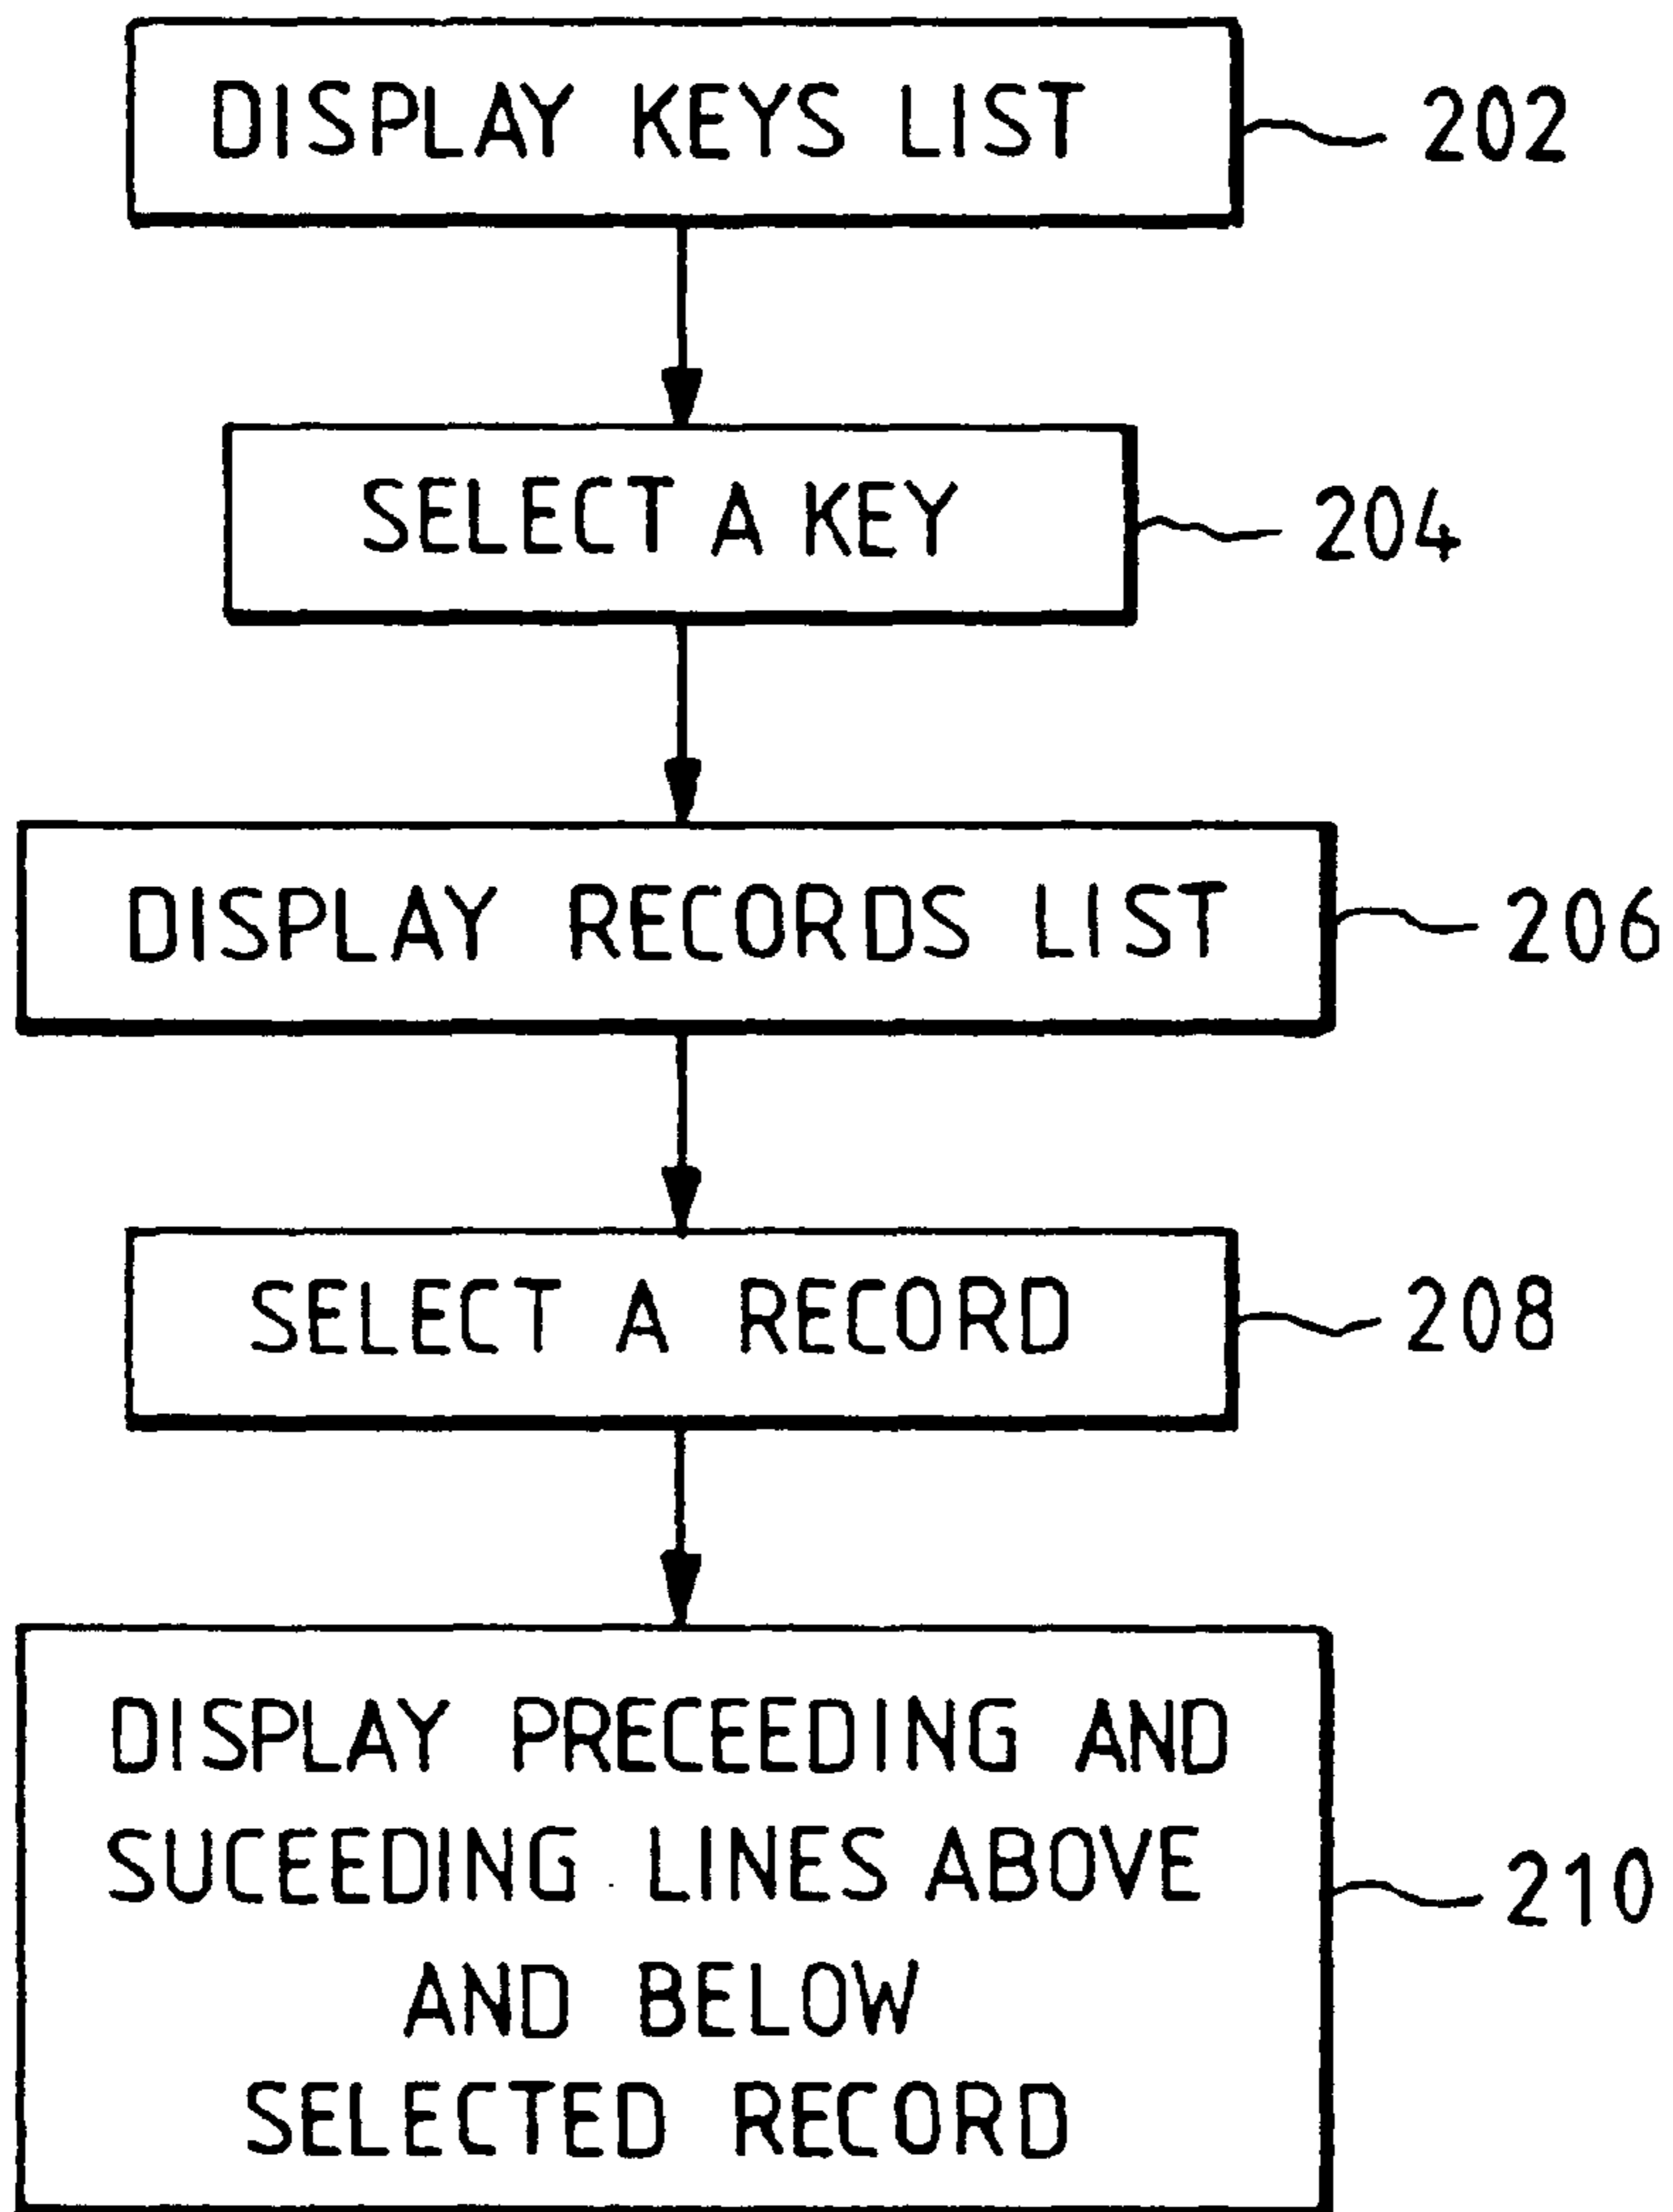 DISPLAY KEYS LIST
202
SELECT A KEY
204
DISPLAY RECORDS LIST
206
SELECT A RECORD
208
DISPLAY PRECEEDING AND
SUCEEDING LINES ABOVE
AND BELOW
SELECTED RECORD
210